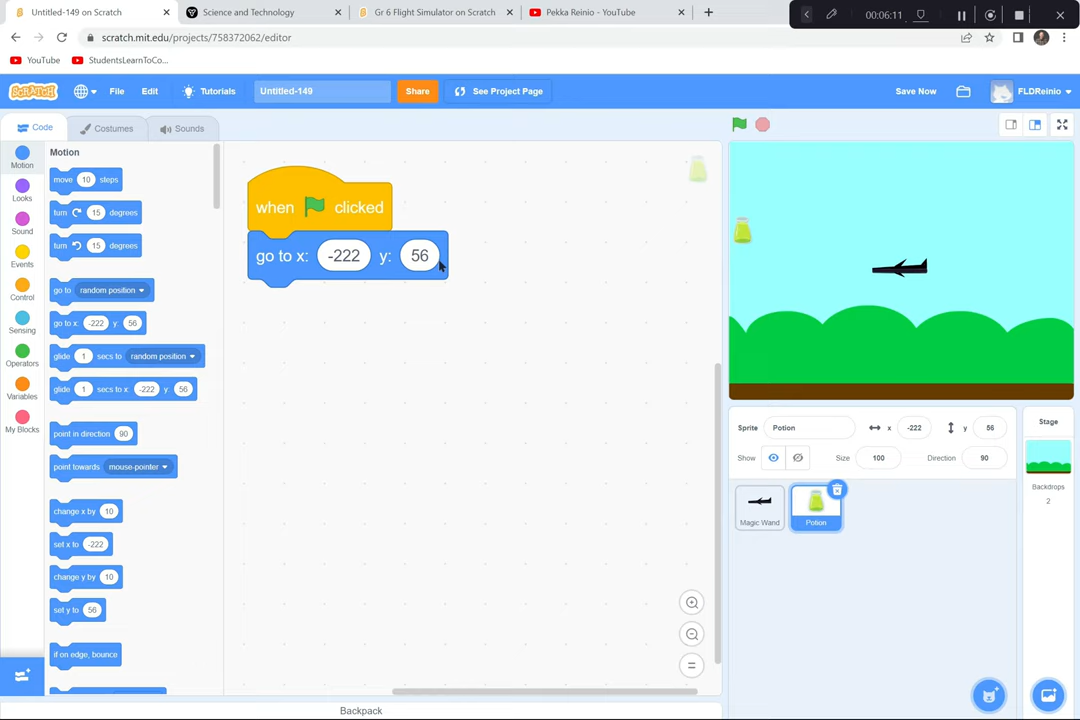 Untitled-149 on Scratch
Science and Technology
Gr 6 Flight Simulator on Scratch
Pekka Reinio - YouTube
00:06:11
scratch.mit.edu/projects/758372062/editor
YouTube
StudentsLearnToCo...
SCRATCH
File
Edit
Tutorials
Untitled-149
Share
See Project Page
Save Now
FLDReinio
Code
Costumes
Sounds
Motion
Looks
Sound
Events
Control
Sensing
Operators
Variables
My Blocks
Motion
move 10 steps
turn 15 degrees
turn 15 degrees
go to random position
go to x: -222 y: 56
glide 1 secs to random position
glide 1 secs to x: -222 y: 56
point in direction 90
point towards mouse-pointer
change x by 10
set x to -222
change y by 10
set y to 56
if on edge, bounce
when clicked
go to x: -222 y: 56
Sprite Potion x -222 y 56
Show Size 100 Direction 90
Magic Wand
Potion
Stage
Backdrops
2
Backpack